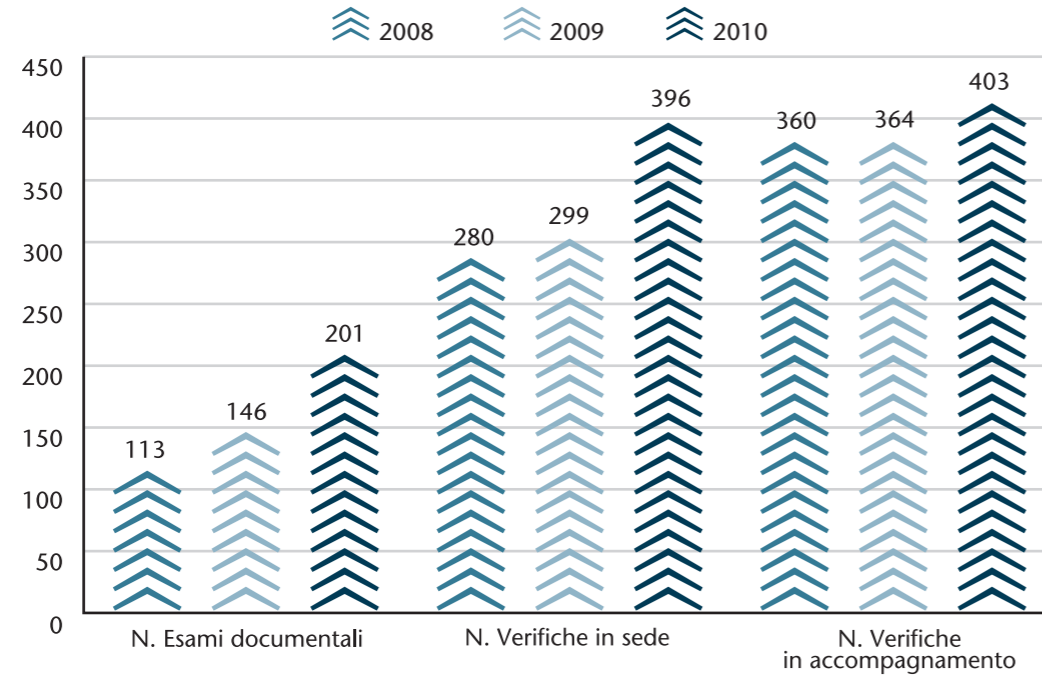 2008 2009 2010
450
400
350
300
250
200
150
100
50
0
113 146 201 280 299 396 360 364 403
N. Esami documentali
N. Verifiche in sede
N. Verifiche
in accompagnamento